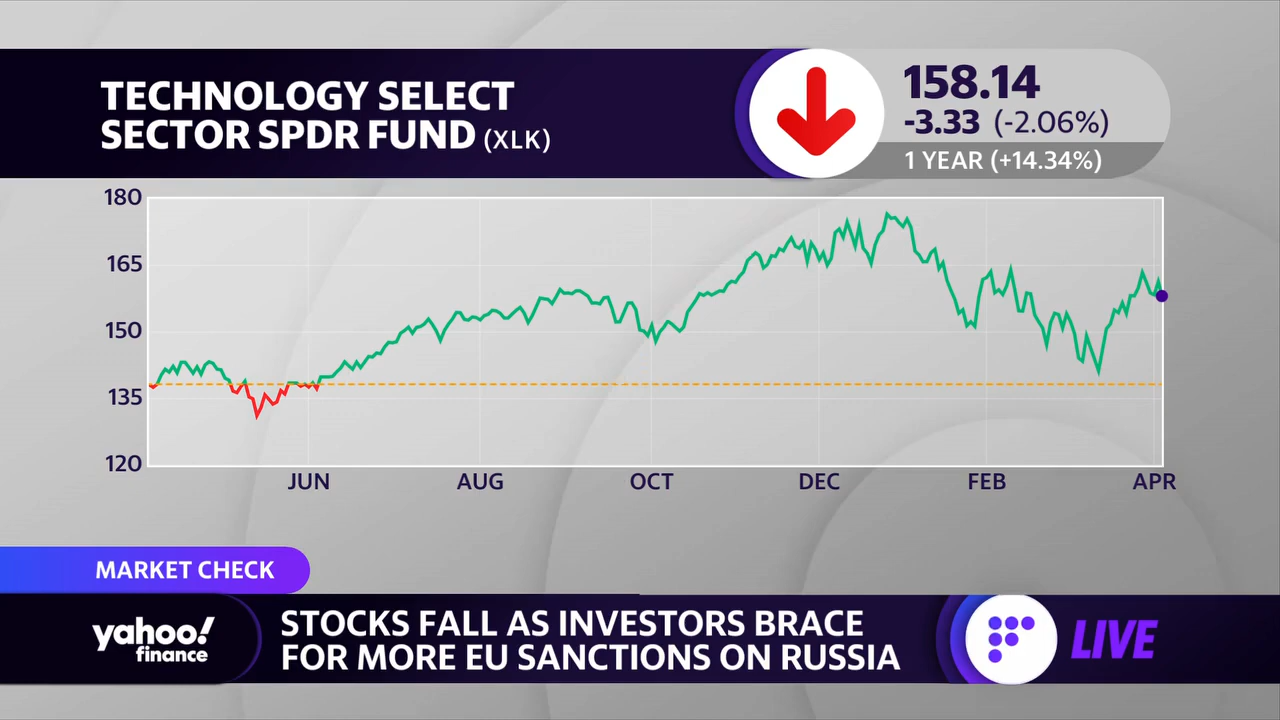 TECHNOLOGY SELECT
SECTOR SPDR FUND (XLK)
158.14
-3.33 (-2.06%)
1 YEAR (+14.34%)
180
165
150
135
120
JUN AUG OCT DEC FEB APR
MARKET CHECK
yahoo!
finance
STOCKS FALL AS INVESTORS BRACE
FOR MORE EU SANCTIONS ON RUSSIA
LIVE